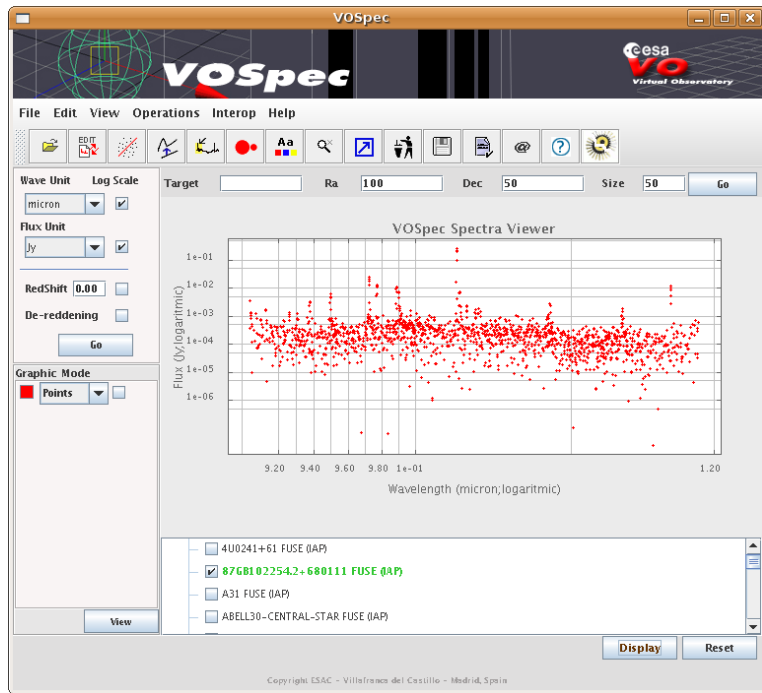 VOSpec
VOSpec
esa
VO
Virtual Observatory
File Edit View Operations Interop Help
EDIT
Aa
@
?
Wave Unit Log Scale
micron
Flux Unit
Jy
RedShift 0.00
De-reddening
Go
Graphic Mode
Points
View
Target Ra 100 Dec 50 Size 50 Go
VOSpec Spectra Viewer
Flux (Jy;logaritmic)
1e-01
1e-02
1e-03
1e-04
1e-05
1e-06
9.20 9.40 9.60 9.80 1e-01 1.20
Wavelength (micron;logaritmic)
4U0241+61 FUSE (IAP)
87GB102254.2+680111 FUSE (IAP)
A31 FUSE (IAP)
ABELL30-CENTRAL-STAR FUSE (IAP)
Display Reset
Copyright ESAC - Villafranca del Castillo - Madrid, Spain